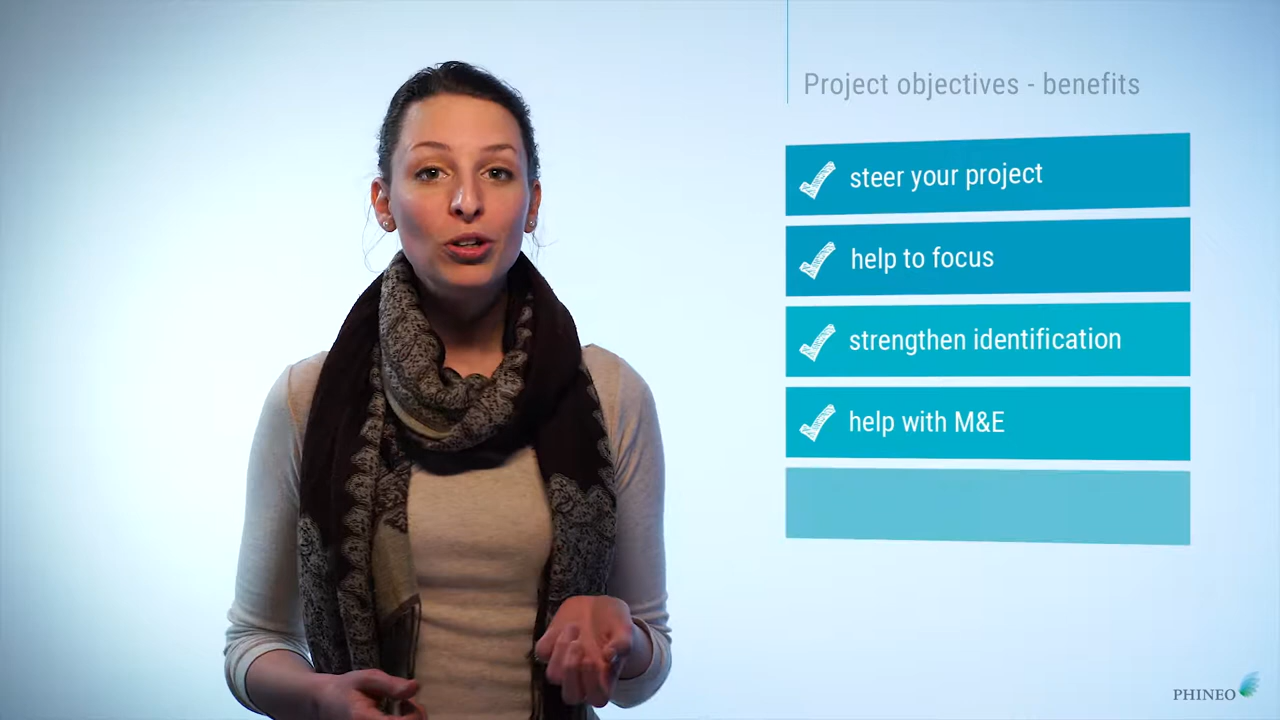 Project objectives - benefits
steer your project
help to focus
strengthen identification
help with M&E
PHINEO